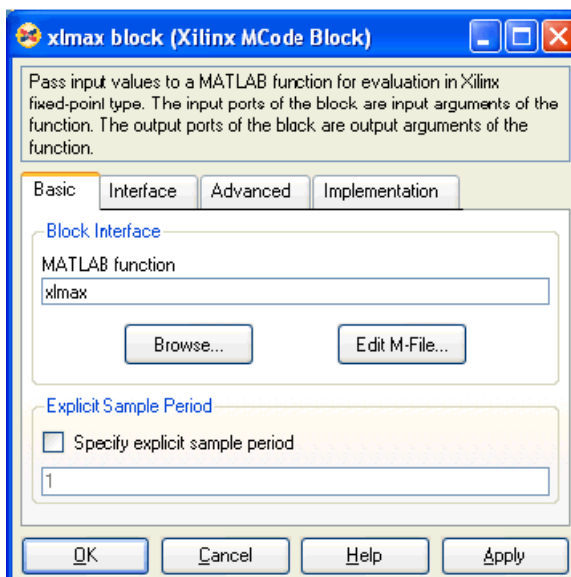 xlmax block (Xilinx MCode Block)
Pass input values to a MATLAB function for evaluation in Xilinx
fixed-point type. The input ports of the block are input arguments of the
function. The output ports of the block are output arguments of the
function.
Basic Interface Advanced Implementation
Block Interface
MATLAB function
xlmax
Browse... Edit M-File...
Explicit Sample Period
Specify explicit sample period
1
OK Cancel Help Apply